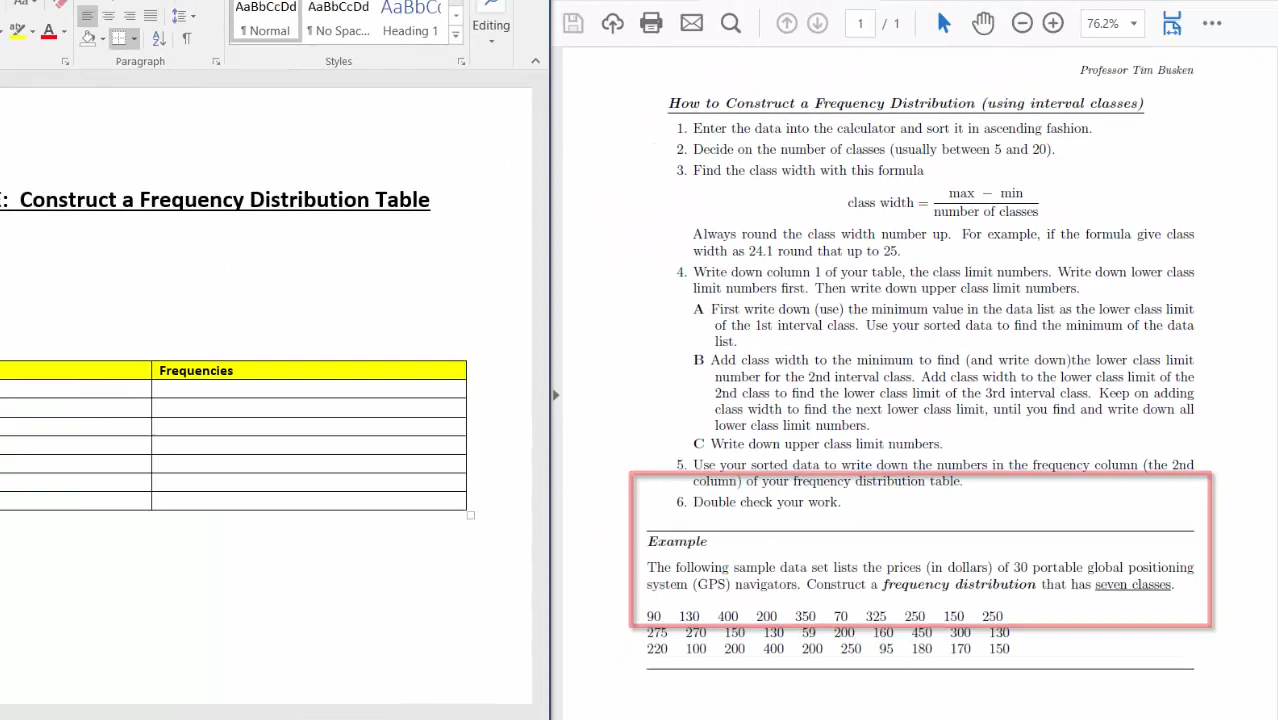 Aa
AaBbCcDd AaBbCcDd AaBbCc
¶ Normal ¶ No Spac... Heading 1
Editing
Paragraph Styles
E: Construct a Frequency Distribution Table
Frequencies
1 / 1 76.2%
Professor Tim Busken
How to Construct a Frequency Distribution (using interval classes)
1. Enter the data into the calculator and sort it in ascending fashion.
2. Decide on the number of classes (usually between 5 and 20).
3. Find the class width with this formula
class width = max − min
number of classes
Always round the class width number up. For example, if the formula give class
width as 24.1 round that up to 25.
4. Write down column 1 of your table, the class limit numbers. Write down lower class
limit numbers first. Then write down upper class limit numbers.
A First write down (use) the minimum value in the data list as the lower class limit
of the 1st interval class. Use your sorted data to find the minimum of the data
list.
B Add class width to the minimum to find (and write down)the lower class limit
number for the 2nd interval class. Add class width to the lower class limit of the
2nd class to find the lower class limit of the 3rd interval class. Keep on adding
class width to find the next lower class limit, until you find and write down all
lower class limit numbers.
C Write down upper class limit numbers.
5. Use your sorted data to write down the numbers in the frequency column (the 2nd
column) of your frequency distribution table.
6. Double check your work.
Example
The following sample data set lists the prices (in dollars) of 30 portable global positioning
system (GPS) navigators. Construct a frequency distribution that has seven classes.
90 130 400 200 350 70 325 250 150 250
275 270 150 130 59 200 160 450 300 130
220 100 200 400 200 250 95 180 170 150